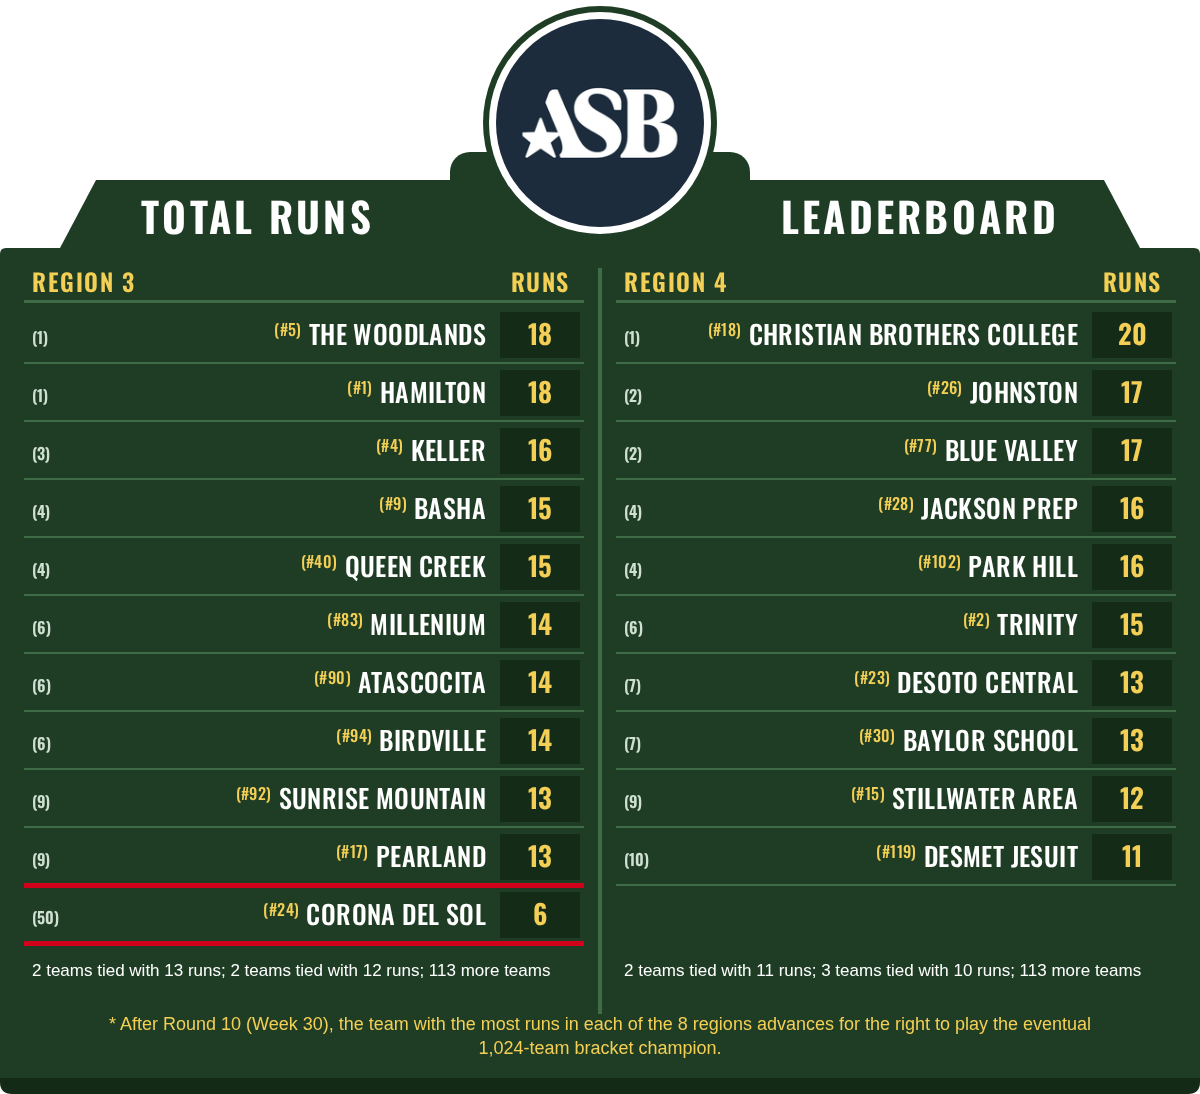 ASB
TOTAL RUNS
LEADERBOARD
REGION 3 RUNS
(1) (#5) THE WOODLANDS 18
(1) (#1) HAMILTON 18
(3) (#4) KELLER 16
(4) (#9) BASHA 15
(4) (#40) QUEEN CREEK 15
(6) (#83) MILLENIUM 14
(6) (#90) ATASCOCITA 14
(6) (#94) BIRDVILLE 14
(9) (#92) SUNRISE MOUNTAIN 13
(9) (#17) PEARLAND 13
(50) (#24) CORONA DEL SOL 6
2 teams tied with 13 runs; 2 teams tied with 12 runs; 113 more teams
REGION 4 RUNS
(1) (#18) CHRISTIAN BROTHERS COLLEGE 20
(2) (#26) JOHNSTON 17
(2) (#77) BLUE VALLEY 17
(4) (#28) JACKSON PREP 16
(4) (#102) PARK HILL 16
(6) (#2) TRINITY 15
(7) (#23) DESOTO CENTRAL 13
(7) (#30) BAYLOR SCHOOL 13
(9) (#15) STILLWATER AREA 12
(10) (#119) DESMET JESUIT 11
2 teams tied with 11 runs; 3 teams tied with 10 runs; 113 more teams
* After Round 10 (Week 30), the team with the most runs in each of the 8 regions advances for the right to play the eventual
1,024-team bracket champion.